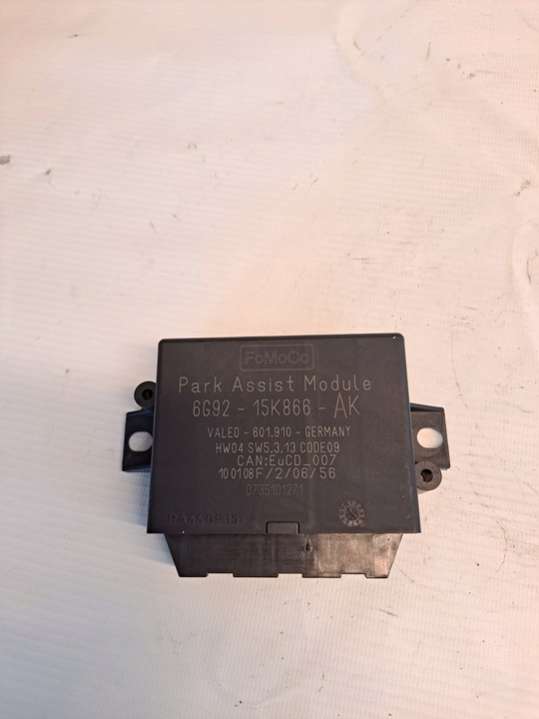 FoMoCo
Park Assist Module
6G92 - 15K866 - AK
VALEO - 601.910 - GERMANY
HW04 SW5.3.13 CODE09
CAN:EuCD_007
100108F/2/06/56
0735101271